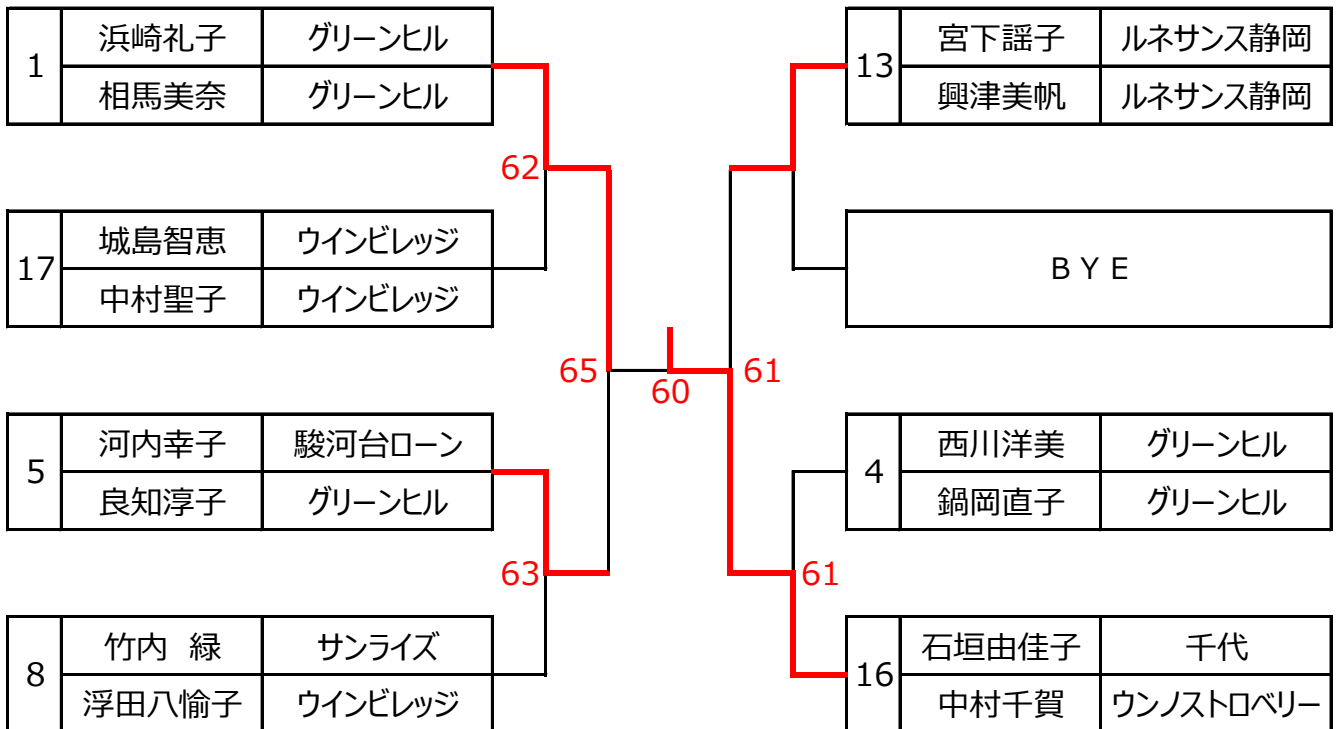 1
浜崎礼子 グリーンヒル
相馬美奈 グリーンヒル
62
17
城島智恵 ウインビレッジ
中村聖子 ウインビレッジ
65
5
河内幸子 駿河台ローン
良知淳子 グリーンヒル
63
8
竹内 緑 サンライズ
浮田八愉子 ウインビレッジ
60
13
宮下謡子 ルネサンス静岡
興津美帆 ルネサンス静岡
ＢＹＥ
61
4
西川洋美 グリーンヒル
鍋岡直子 グリーンヒル
61
16
石垣由佳子 千代
中村千賀 ウンノストロベリー